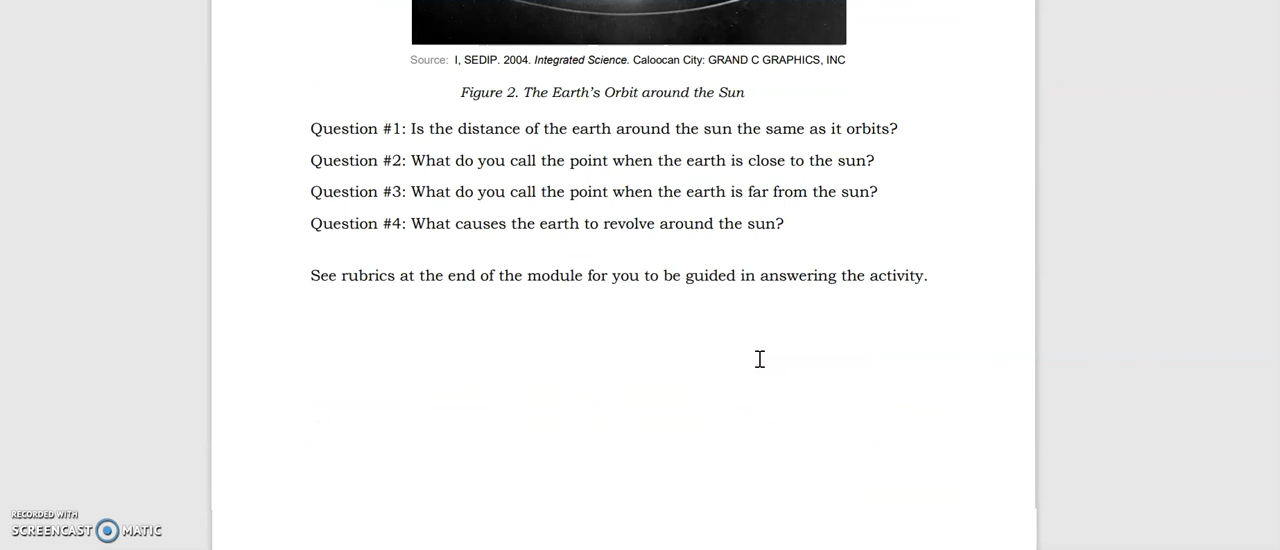 Source: I, SEDIP. 2004. Integrated Science. Caloocan City: GRAND C GRAPHICS, INC
Figure 2. The Earth's Orbit around the Sun
Question #1: Is the distance of the earth around the sun the same as it orbits?
Question #2: What do you call the point when the earth is close to the sun?
Question #3: What do you call the point when the earth is far from the sun?
Question #4: What causes the earth to revolve around the sun?
See rubrics at the end of the module for you to be guided in answering the activity.
RECORDED WITH
SCREENCAST MATIC